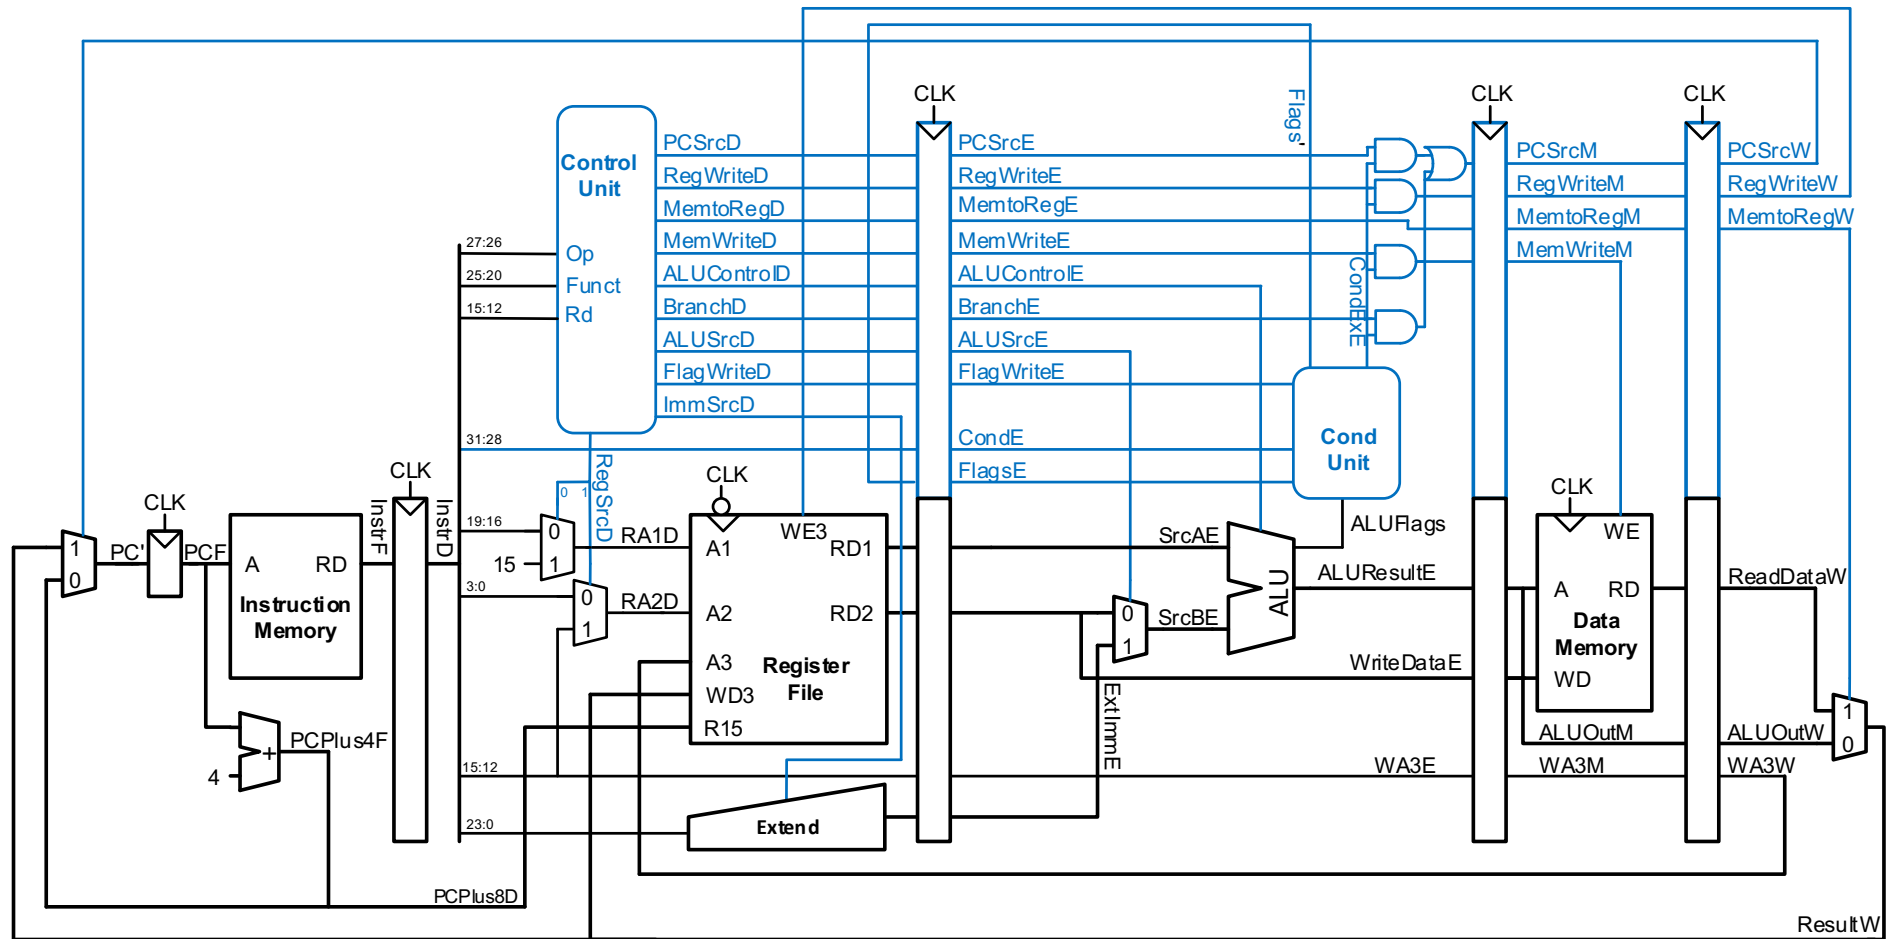 CLK
CLK
CLK
Flags'
Control
Unit
PCSrcD
RegWriteD
MemtoRegD
MemWriteD
ALUControlD
BranchD
ALUSrcD
FlagWriteD
ImmSrcD
PCSrcE
RegWriteE
MemtoRegE
MemWriteE
ALUControlE
BranchE
ALUSrcE
FlagWriteE
CondE
FlagsE
CondExE
PCSrcM
RegWriteM
MemtoRegM
MemWriteM
PCSrcW
RegWriteW
MemtoRegW
27:26
Op
25:20
Funct
15:12
Rd
31:28
Cond
Unit
RegSrcD
0 1
CLK
CLK
CLK
CLK
InstrF
InstrD
19:16
0
15
1
RA1D
A1
WE3
RD1
SrcAE
ALUFlags
WE
1
0
PC'
PCF
A
RD
Instruction
Memory
3:0
0
1
RA2D
A2
RD2
0
1
SrcBE
ALU
ALUResultE
A
RD
Data
Memory
WD
ReadDataW
A3
WD3
R15
Register
File
WriteDataE
ExtImmE
PCPlus4F
+
4
ALUOutM
ALUOutW
1
0
15:12
WA3E
WA3M
WA3W
23:0
Extend
PCPlus8D
ResultW